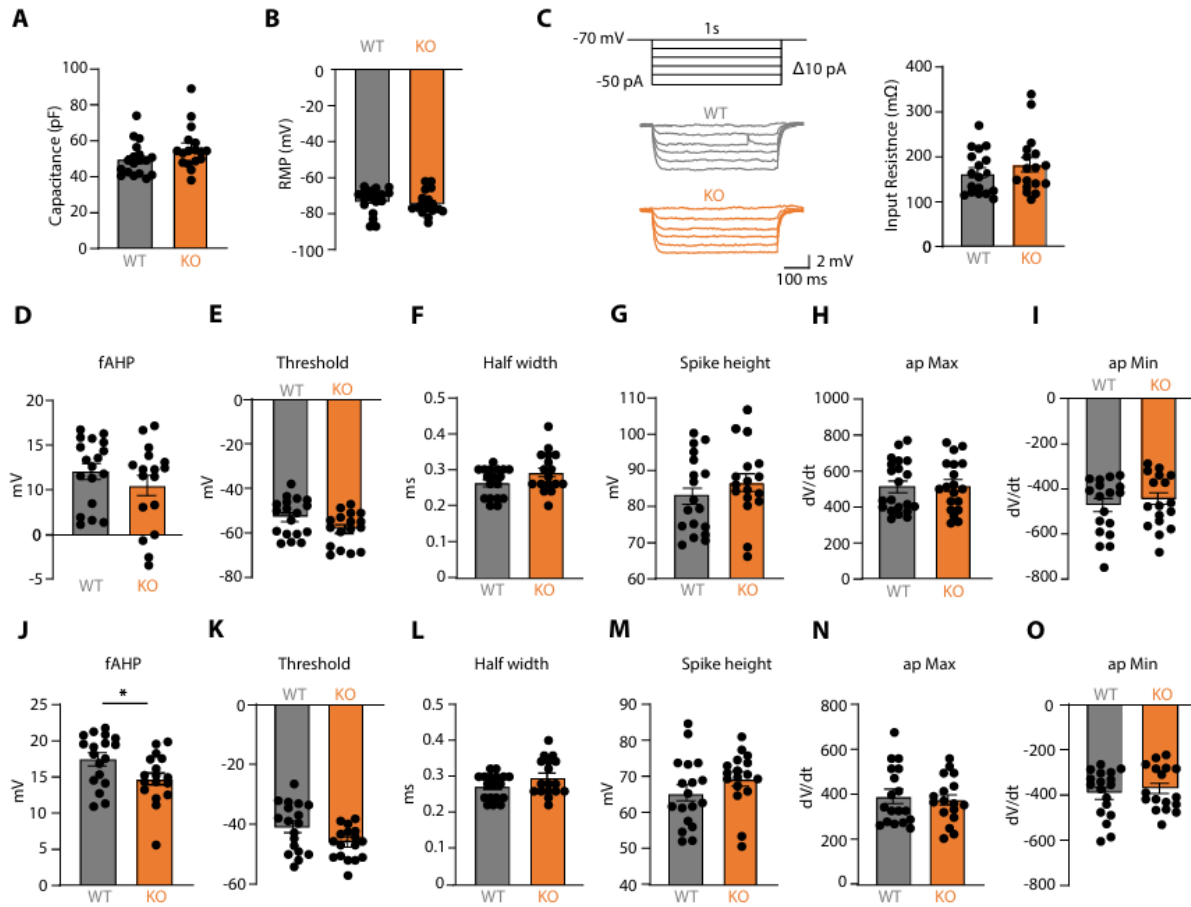 A
B
C
100
80
60
40
20
0
Capacitance (pF)
WT
KO
WT
KO
0
-20
-40
-60
-80
-100
RMP (mV)
1s
-70 mV
-50 pA
Δ10 pA
WT
KO
2 mV
100 ms
400
300
200
100
0
Input Resistnce (mΩ)
WT
KO
D
E
F
G
H
I
fAHP
20
15
10
5
0
-5
mV
WT
KO
Threshold
WT
KO
0
-20
-40
-60
-80
mV
Half width
0.5
0.4
0.3
0.2
0.1
0
ms
WT
KO
Spike height
110
100
90
80
70
60
mV
WT
KO
ap Max
1000
800
600
400
200
0
dV/dt
WT
KO
ap Min
WT
KO
0
-200
-400
-600
-800
dV/dt
J
K
L
M
N
O
fAHP
*
25
20
15
10
5
0
mV
WT
KO
Threshold
WT
KO
0
-20
-40
-60
mV
Half width
0.5
0.4
0.3
0.2
0.1
0
ms
WT
KO
Spike height
90
80
70
60
50
40
mV
WT
KO
ap Max
800
600
400
200
0
dV/dt
WT
KO
ap Min
WT
KO
0
-200
-400
-600
-800
dV/dt